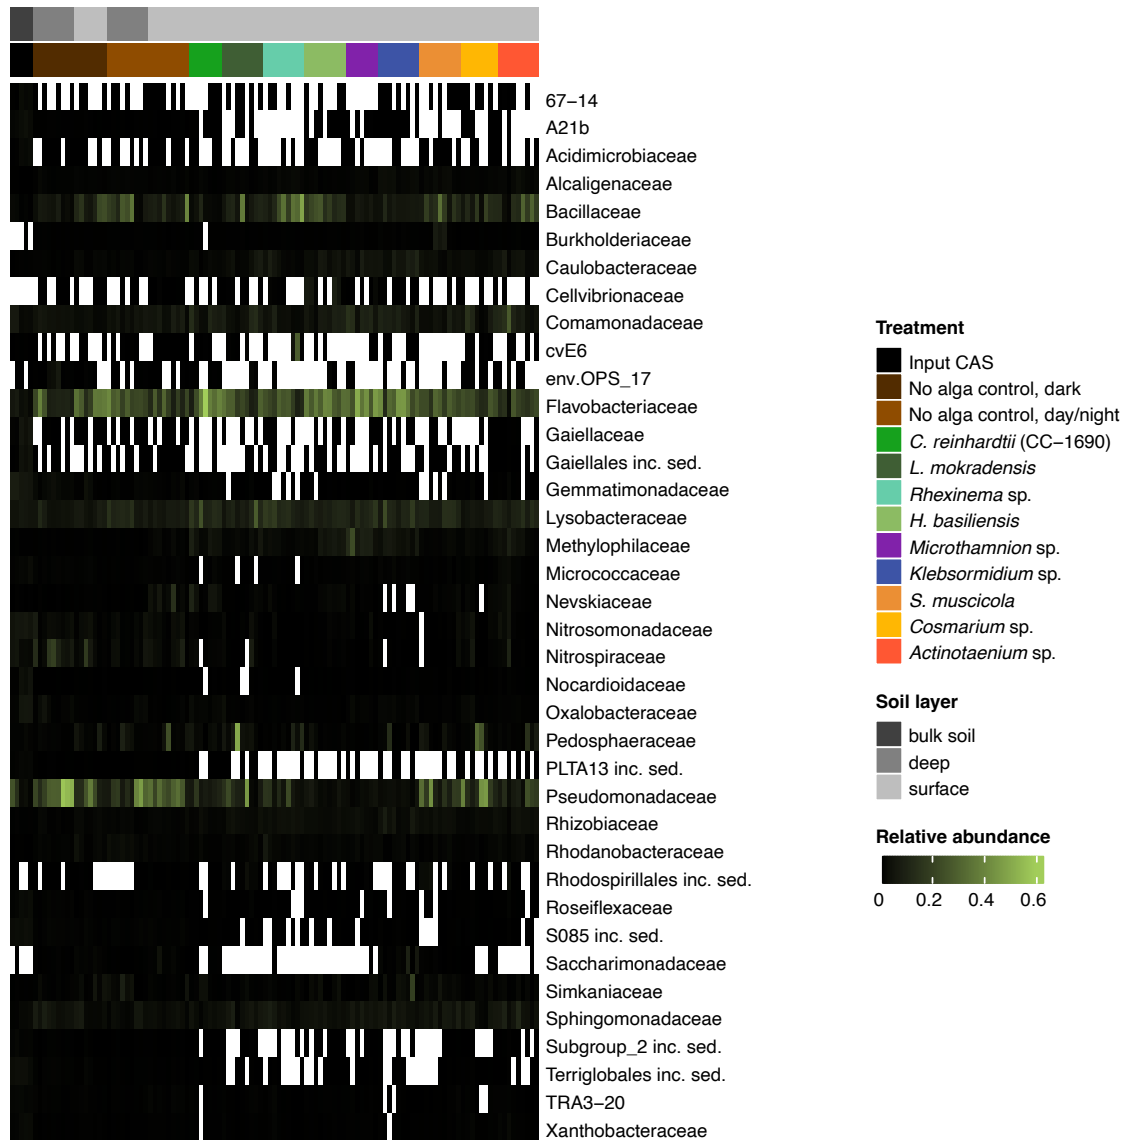 67−14
A21b
Acidimicrobiaceae
Alcaligenaceae
Bacillaceae
Burkholderiaceae
Caulobacteraceae
Cellvibrionaceae
Comamonadaceae
cvE6
env.OPS_17
Flavobacteriaceae
Gaiellaceae
Gaiellales inc. sed.
Gemmatimonadaceae
Lysobacteraceae
Methylophilaceae
Micrococcaceae
Nevskiaceae
Nitrosomonadaceae
Nitrospiraceae
Nocardioidaceae
Oxalobacteraceae
Pedosphaeraceae
PLTA13 inc. sed.
Pseudomonadaceae
Rhizobiaceae
Rhodanobacteraceae
Rhodospirillales inc. sed.
Roseiflexaceae
S085 inc. sed.
Saccharimonadaceae
Simkaniaceae
Sphingomonadaceae
Subgroup_2 inc. sed.
Terriglobales inc. sed.
TRA3−20
Xanthobacteraceae
Treatment
Input CAS
No alga control, dark
No alga control, day/night
C. reinhardtii (CC−1690)
L. mokradensis
Rhexinema sp.
H. basiliensis
Microthamnion sp.
Klebsormidium sp.
S. muscicola
Cosmarium sp.
Actinotaenium sp.
Soil layer
bulk soil
deep
surface
Relative abundance
0 0.2 0.4 0.6